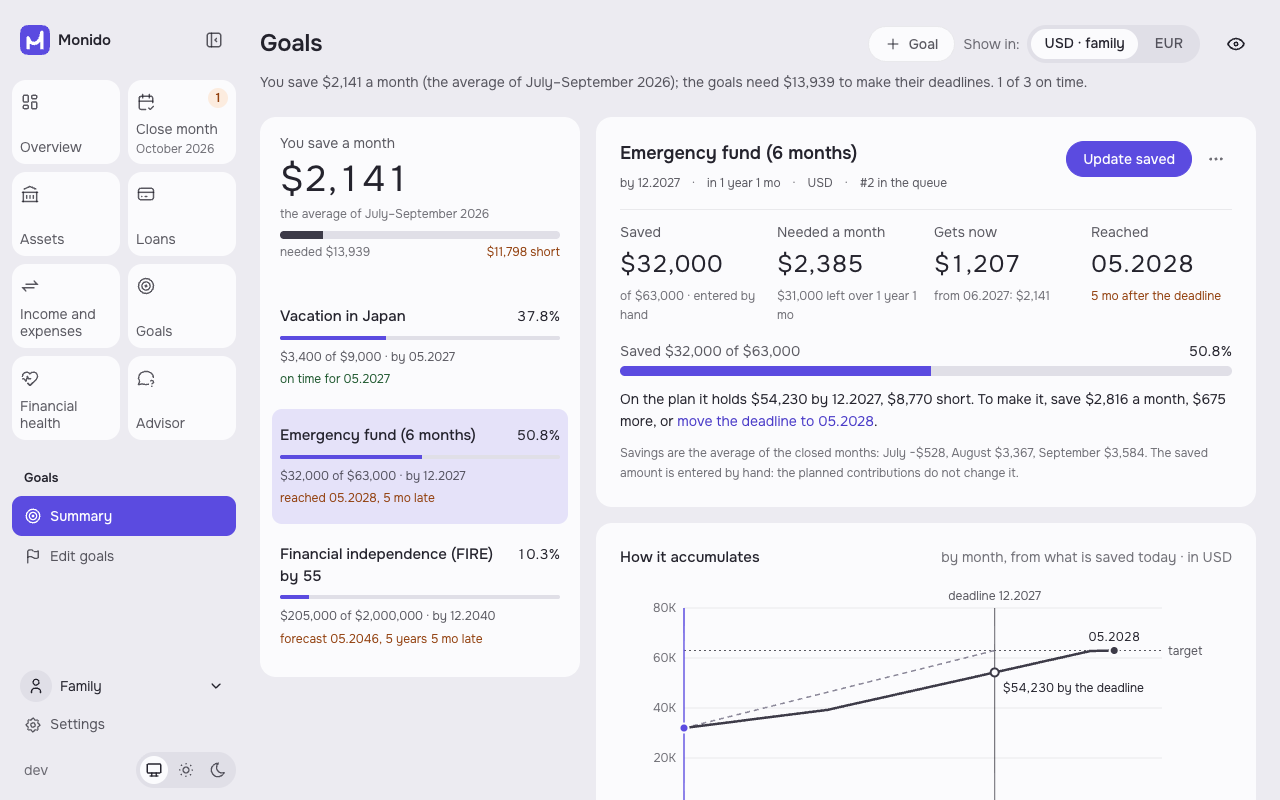 Monido
Overview
1
Close month
October 2026
Assets
Loans
Income and
expenses
Goals
Financial
health
Advisor
Goals
Summary
Edit goals
Family
Settings
dev
Goals
Goal
Show in:
USD · family
EUR
You save $2,141 a month (the average of July–September 2026); the goals need $13,939 to make their deadlines. 1 of 3 on time.
You save a month
$2,141
the average of July–September 2026
needed $13,939
$11,798 short
Vacation in Japan
37.8%
$3,400 of $9,000 · by 05.2027
on time for 05.2027
Emergency fund (6 months)
50.8%
$32,000 of $63,000 · by 12.2027
reached 05.2028, 5 mo late
Financial independence (FIRE)
by 55
10.3%
$205,000 of $2,000,000 · by 12.2040
forecast 05.2046, 5 years 5 mo late
Emergency fund (6 months)
by 12.2027 · in 1 year 1 mo · USD · #2 in the queue
Update saved
Saved
$32,000
of $63,000 · entered by
hand
Needed a month
$2,385
$31,000 left over 1 year 1
mo
Gets now
$1,207
from 06.2027: $2,141
Reached
05.2028
5 mo after the deadline
Saved $32,000 of $63,000
50.8%
On the plan it holds $54,230 by 12.2027, $8,770 short. To make it, save $2,816 a month, $675
more, or move the deadline to 05.2028.
Savings are the average of the closed months: July -$528, August $3,367, September $3,584. The saved
amount is entered by hand: the planned contributions do not change it.
How it accumulates
by month, from what is saved today · in USD
deadline 12.2027
80K
05.2028
60K
target
$54,230 by the deadline
40K
20K